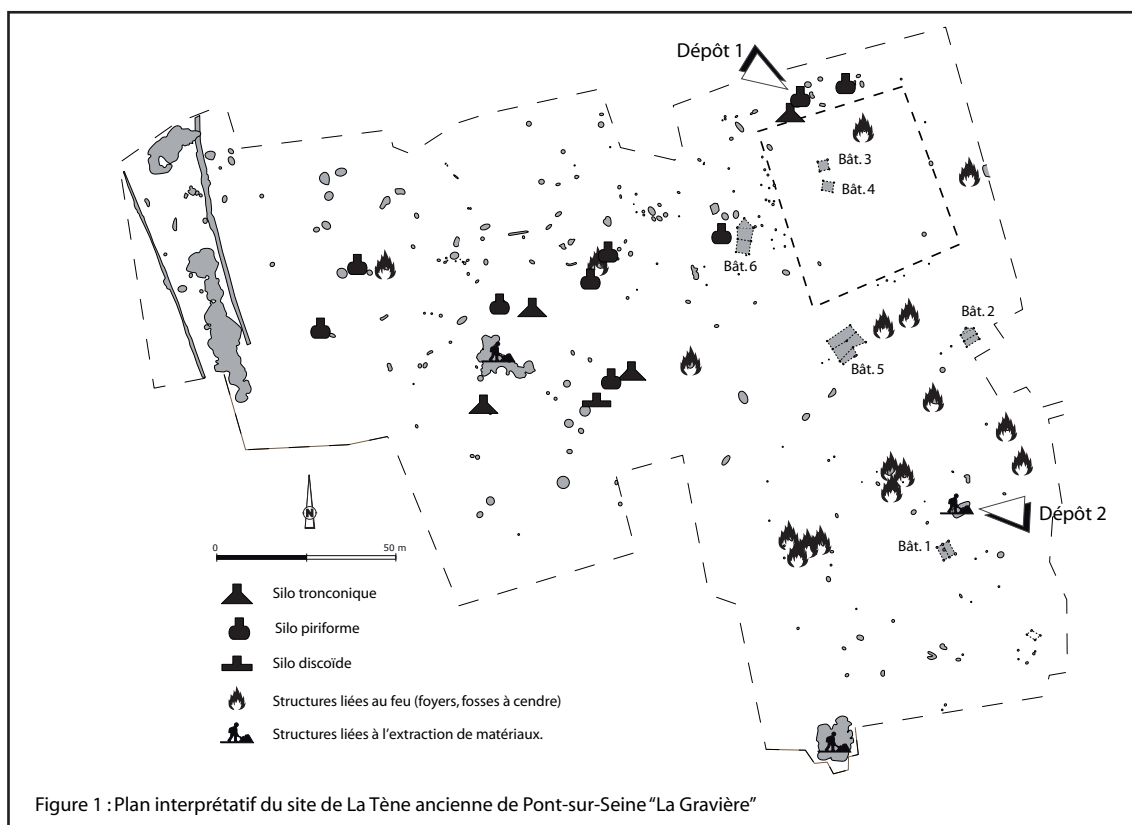 Dépôt 1
Bât. 3
Bât. 4
Bât. 6
Bât. 2
Bât. 5
Dépôt 2
Bât. 1
N
0 50 m
Silo tronconique
Silo piriforme
Silo discoïde
Structures liées au feu (foyers, fosses à cendre)
Structures liées à l'extraction de matériaux.
Figure 1 : Plan interprétatif du site de La Tène ancienne de Pont-sur-Seine “La Gravière”